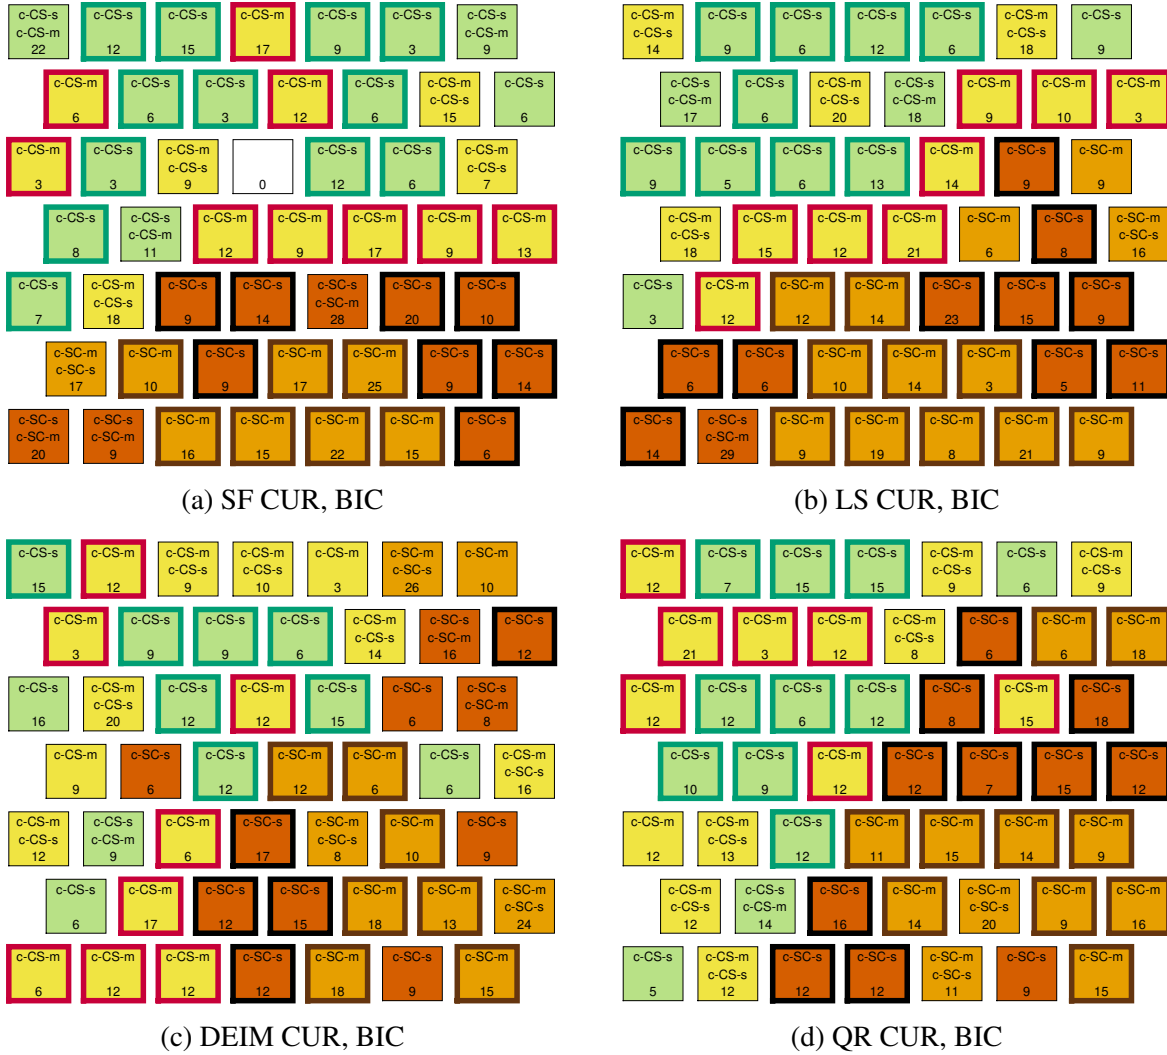 c-CS-s c-CS-s c-CS-s c-CS-m c-CS-s c-CS-s c-CS-s
c-CS-m c-CS-m
22 12 15 17 9 3 9
c-CS-m c-CS-s c-CS-s c-CS-m c-CS-s c-CS-m c-CS-s
c-CS-s
6 6 3 12 6 15 6
c-CS-m c-CS-s c-CS-m c-CS-s c-CS-s c-CS-m
c-CS-s c-CS-s
3 3 9 0 12 6 7
c-CS-s c-CS-s c-CS-m c-CS-m c-CS-m c-CS-m c-CS-m
c-CS-m
8 11 12 9 17 9 13
c-CS-s c-CS-m c-SC-s c-SC-s c-SC-s c-SC-s c-SC-s
c-CS-s c-SC-m
7 18 9 14 28 20 10
c-SC-m c-SC-m c-SC-s c-SC-m c-SC-m c-SC-s c-SC-s
c-SC-s
17 10 9 17 25 9 14
c-SC-s c-SC-s c-SC-m c-SC-m c-SC-m c-SC-m c-SC-s
c-SC-m c-SC-m
20 9 16 15 22 15 6
(a) SF CUR, BIC
c-CS-m c-CS-s c-CS-s c-CS-s c-CS-s c-CS-m c-CS-s
c-CS-s c-CS-s
14 9 6 12 6 18 9
c-CS-s c-CS-s c-CS-m c-CS-s c-CS-m c-CS-m c-CS-m
c-CS-m c-CS-s c-CS-m
17 6 20 18 9 10 3
c-CS-s c-CS-s c-CS-s c-CS-s c-CS-m c-SC-s c-SC-m
9 5 6 13 14 9 9
c-CS-m c-CS-m c-CS-m c-CS-m c-SC-m c-SC-s c-SC-m
c-CS-s c-SC-s
18 15 12 21 6 8 16
c-CS-s c-CS-m c-SC-m c-SC-m c-SC-s c-SC-s c-SC-s
3 12 12 14 23 15 9
c-SC-s c-SC-s c-SC-m c-SC-m c-SC-m c-SC-s c-SC-s
6 6 10 14 3 5 11
c-SC-s c-SC-s c-SC-m c-SC-m c-SC-m c-SC-m c-SC-m
c-SC-m
14 29 9 19 8 21 9
(b) LS CUR, BIC
c-CS-s c-CS-m c-CS-m c-CS-m c-CS-m c-SC-m c-SC-m
c-CS-s c-CS-s c-SC-s
15 12 9 10 3 26 10
c-CS-m c-CS-s c-CS-s c-CS-s c-CS-m c-SC-s c-SC-s
c-CS-s c-SC-m
3 9 9 6 14 16 12
c-CS-s c-CS-m c-CS-s c-CS-m c-CS-s c-SC-s c-SC-s
c-CS-s c-SC-m
16 20 12 12 15 6 8
c-CS-m c-SC-s c-CS-s c-SC-m c-SC-m c-CS-s c-CS-m
c-SC-s
9 6 12 12 6 6 16
c-CS-m c-CS-s c-CS-m c-SC-s c-SC-m c-SC-m c-SC-s
c-CS-s c-CS-m c-SC-s
12 9 6 17 8 10 9
c-CS-s c-CS-m c-SC-s c-SC-s c-SC-m c-SC-m c-SC-m
c-SC-s
6 17 12 15 18 13 24
c-CS-m c-CS-m c-CS-m c-SC-s c-SC-m c-SC-s c-SC-m
6 12 12 12 18 9 15
(c) DEIM CUR, BIC
c-CS-m c-CS-s c-CS-s c-CS-s c-CS-m c-CS-s c-CS-m
c-CS-s c-CS-s
12 7 15 15 9 6 9
c-CS-m c-CS-m c-CS-m c-CS-m c-SC-s c-SC-m c-SC-m
c-CS-s
21 3 12 8 6 6 18
c-CS-m c-CS-s c-CS-s c-CS-s c-SC-s c-CS-m c-SC-s
12 12 6 12 8 15 18
c-CS-s c-CS-s c-CS-m c-SC-s c-SC-s c-SC-s c-SC-s
10 9 12 12 7 15 12
c-CS-m c-CS-m c-CS-s c-SC-m c-SC-m c-SC-m c-SC-m
c-CS-s
12 13 12 11 15 14 9
c-CS-m c-CS-s c-SC-s c-SC-m c-SC-m c-SC-m c-SC-m
c-CS-s c-CS-m c-SC-s
12 14 16 14 20 9 16
c-CS-s c-CS-m c-SC-s c-SC-s c-SC-m c-SC-s c-SC-m
c-CS-s c-SC-s
5 12 12 12 11 9 15
(d) QR CUR, BIC